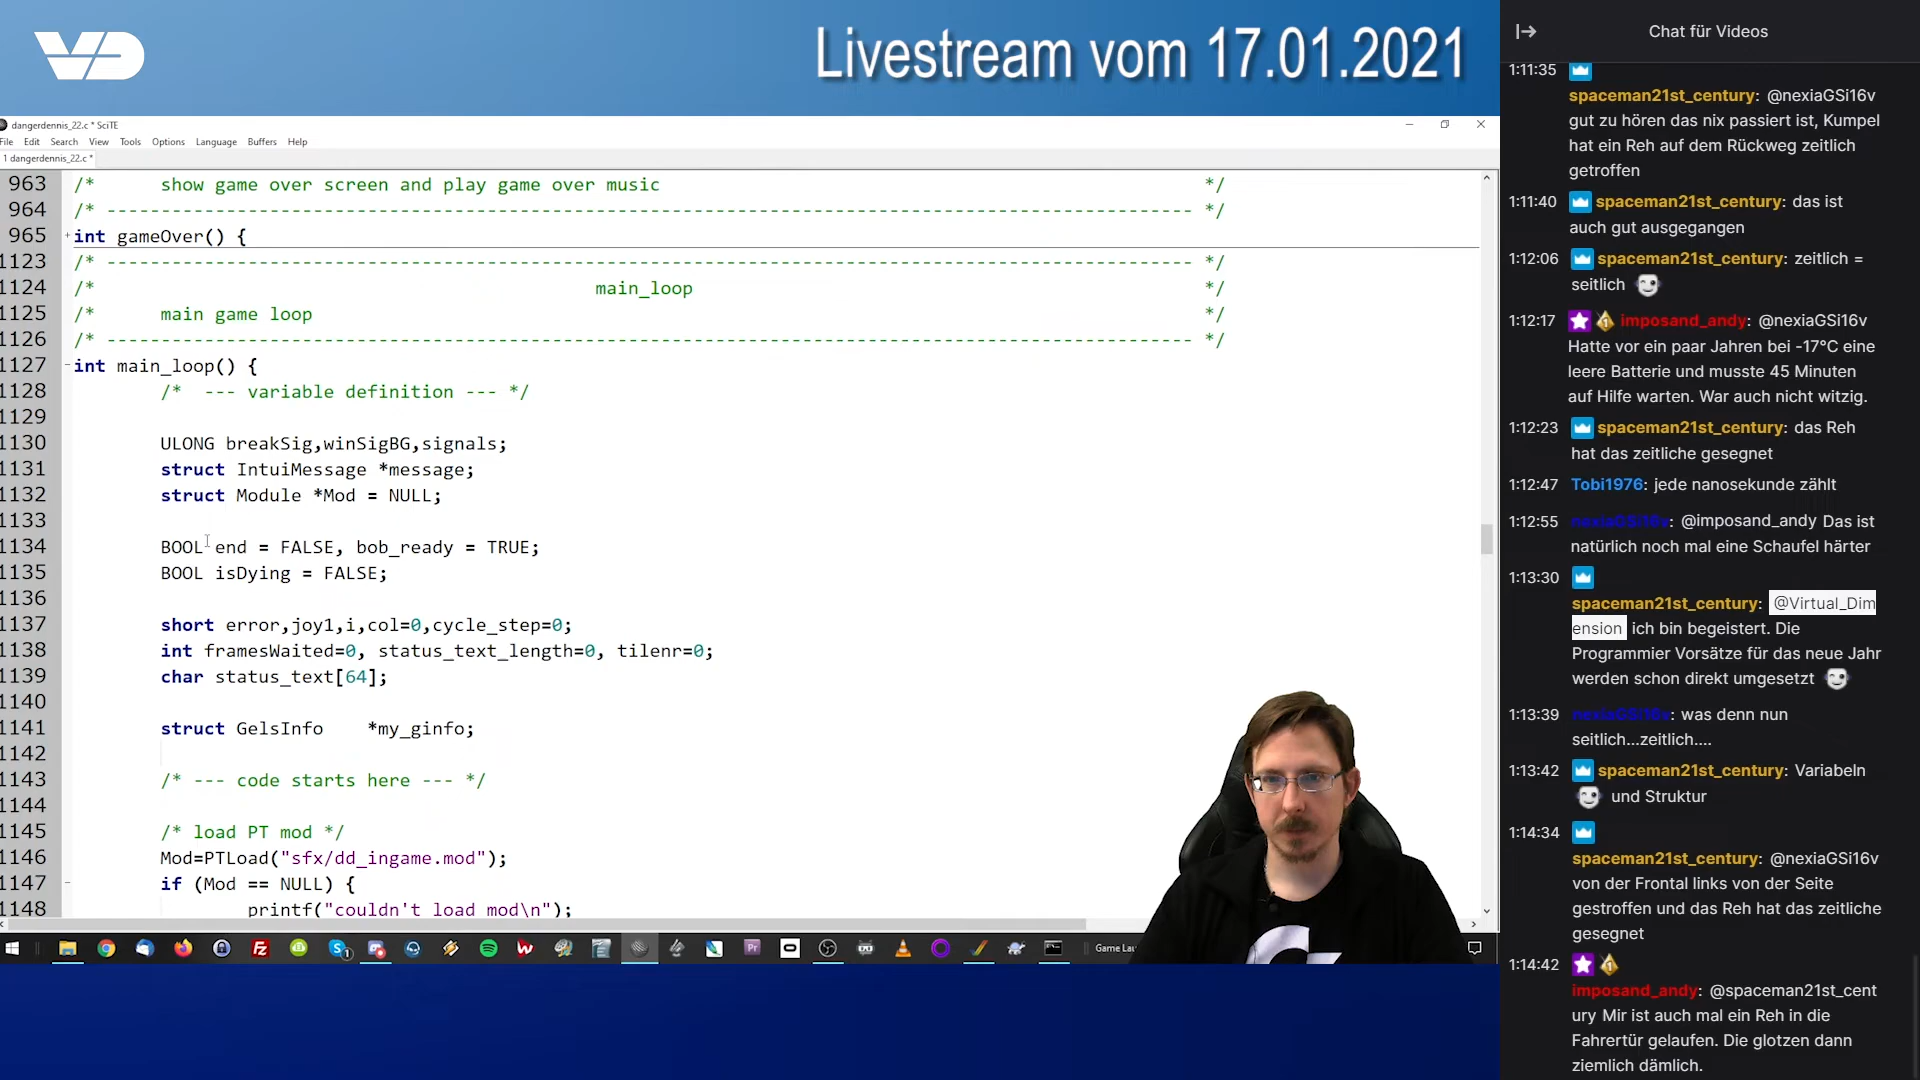 VD
Livestream vom 17.01.2021
dangerdennis_22.c * SciTE
File Edit Search View Tools Options Language Buffers Help
1 dangerdennis_22.c *
963 /* show game over screen and play game over music */
964 /* ---------------------------------------------------------------------------------------------------- */
965 int gameOver() {
1123 /* ---------------------------------------------------------------------------------------------------- */
1124 /* main_loop */
1125 /* main game loop */
1126 /* ---------------------------------------------------------------------------------------------------- */
1127 int main_loop() {
1128 /* --- variable definition --- */
1129
1130 ULONG breakSig,winSigBG,signals;
1131 struct IntuiMessage *message;
1132 struct Module *Mod = NULL;
1133
1134 BOOL end = FALSE, bob_ready = TRUE;
1135 BOOL isDying = FALSE;
1136
1137 short error,joy1,i,col=0,cycle_step=0;
1138 int framesWaited=0, status_text_length=0, tilenr=0;
1139 char status_text[64];
1140
1141 struct GelsInfo *my_ginfo;
1142
1143 /* --- code starts here --- */
1144
1145 /* load PT mod */
1146 Mod=PTLoad("sfx/dd_ingame.mod");
1147 if (Mod == NULL) {
1148 printf("couldn't load mod\n");
Game Lau
Chat für Videos
1:11:35
spaceman21st_century: @nexiaGSi16v
gut zu hören das nix passiert ist, Kumpel
hat ein Reh auf dem Rückweg zeitlich
getroffen
1:11:40 spaceman21st_century: das ist
auch gut ausgegangen
1:12:06 spaceman21st_century: zeitlich =
seitlich
1:12:17 imposand_andy: @nexiaGSi16v
Hatte vor ein paar Jahren bei -17°C eine
leere Batterie und musste 45 Minuten
auf Hilfe warten. War auch nicht witzig.
1:12:23 spaceman21st_century: das Reh
hat das zeitliche gesegnet
1:12:47 Tobi1976: jede nanosekunde zählt
1:12:55 nexiaGSi16v: @imposand_andy Das ist
natürlich noch mal eine Schaufel härter
1:13:30
spaceman21st_century: @Virtual_Dim
ension ich bin begeistert. Die
Programmier Vorsätze für das neue Jahr
werden schon direkt umgesetzt
1:13:39 nexiaGSi16v: was denn nun
seitlich...zeitlich....
1:13:42 spaceman21st_century: Variabeln
und Struktur
1:14:34
spaceman21st_century: @nexiaGSi16v
von der Frontal links von der Seite
gestroffen und das Reh hat das zeitliche
gesegnet
1:14:42
imposand_andy: @spaceman21st_cent
ury Mir ist auch mal ein Reh in die
Fahrertür gelaufen. Die glotzen dann
ziemlich dämlich.